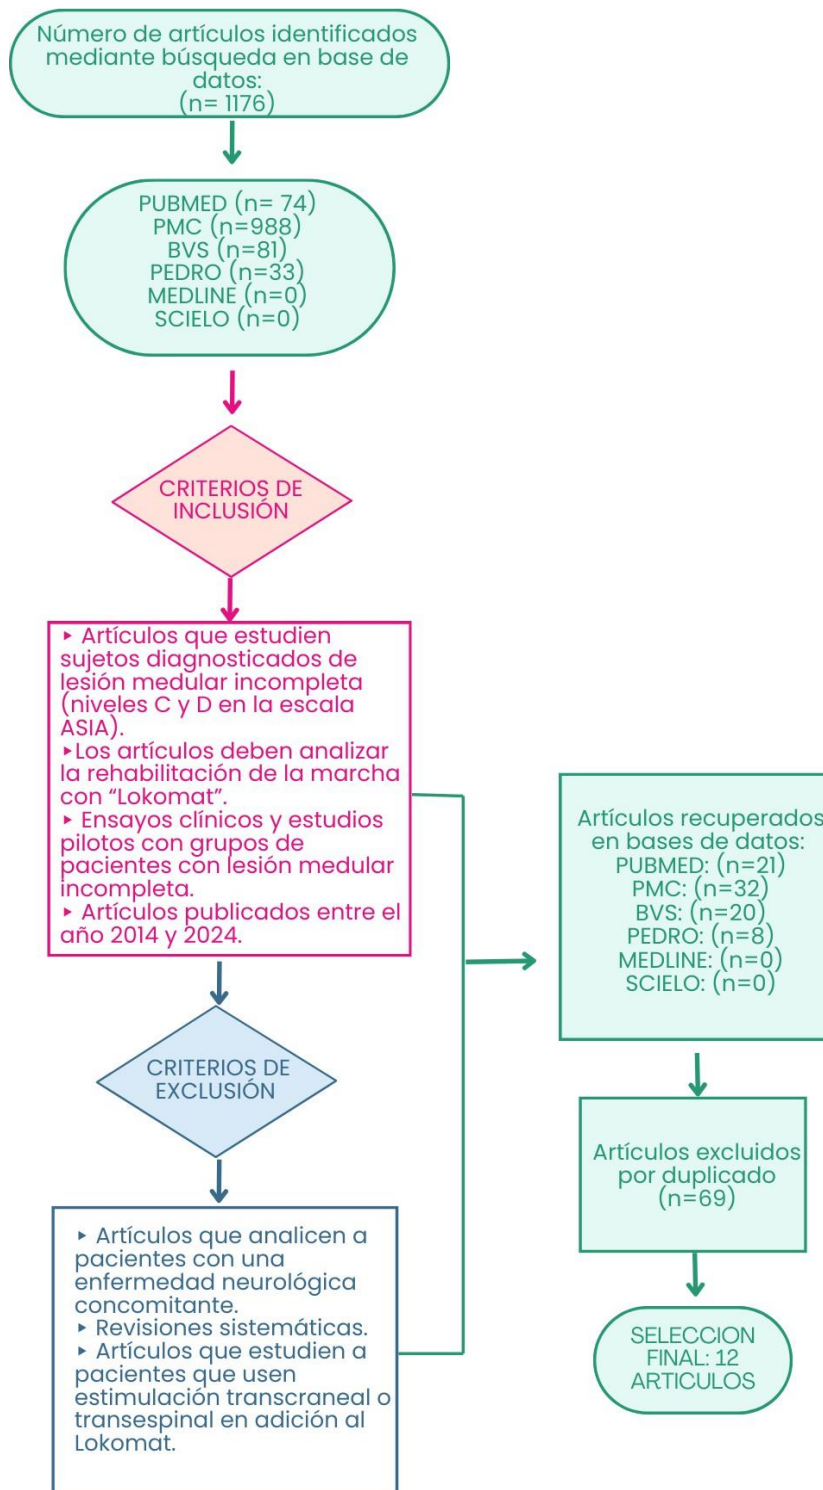 Número de artículos identificados
mediante búsqueda en base de
datos:
(n= 1176)
PUBMED (n= 74)
PMC (n=988)
BVS (n=81)
PEDRO (n=33)
MEDLINE (n=0)
SCIELO (n=0)
CRITERIOS DE
INCLUSIÓN
▸ Artículos que estudien
sujetos diagnosticados de
lesión medular incompleta
(niveles C y D en la escala
ASIA).
▸Los artículos deben analizar
la rehabilitación de la marcha
con “Lokomat”.
▸ Ensayos clínicos y estudios
pilotos con grupos de
pacientes con lesión medular
incompleta.
▸ Artículos publicados entre el
año 2014 y 2024.
CRITERIOS DE
EXCLUSIÓN
▸ Artículos que analicen a
pacientes con una
enfermedad neurológica
concomitante.
▸ Revisiones sistemáticas.
▸ Artículos que estudien a
pacientes que usen
estimulación transcraneal o
transespinal en adición al
Lokomat.
Artículos recuperados
en bases de datos:
PUBMED: (n=21)
PMC: (n=32)
BVS: (n=20)
PEDRO: (n=8)
MEDLINE: (n=0)
SCIELO: (n=0)
Artículos excluidos
por duplicado
(n=69)
SELECCION
FINAL: 12
ARTICULOS